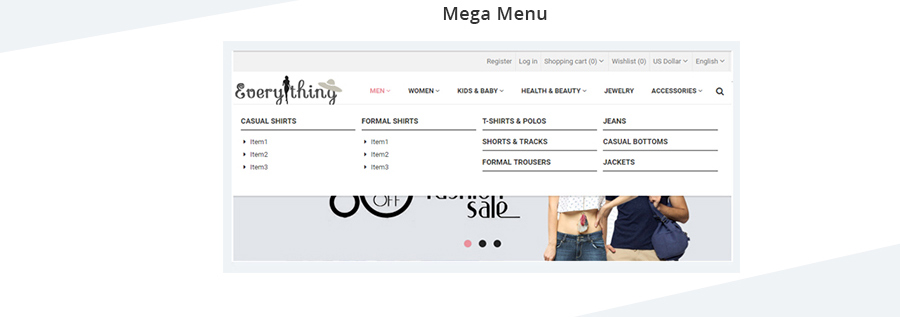 Mega Menu
Register Log in Shopping cart (0) Wishlist (0) US Dollar English
Everything
MEN WOMEN KIDS & BABY HEALTH & BEAUTY JEWELRY ACCESSORIES
CASUAL SHIRTS FORMAL SHIRTS T-SHIRTS & POLOS JEANS
Item1 Item1 SHORTS & TRACKS CASUAL BOTTOMS
Item2 Item2
Item3 Item3 FORMAL TROUSERS JACKETS
OFF
sale